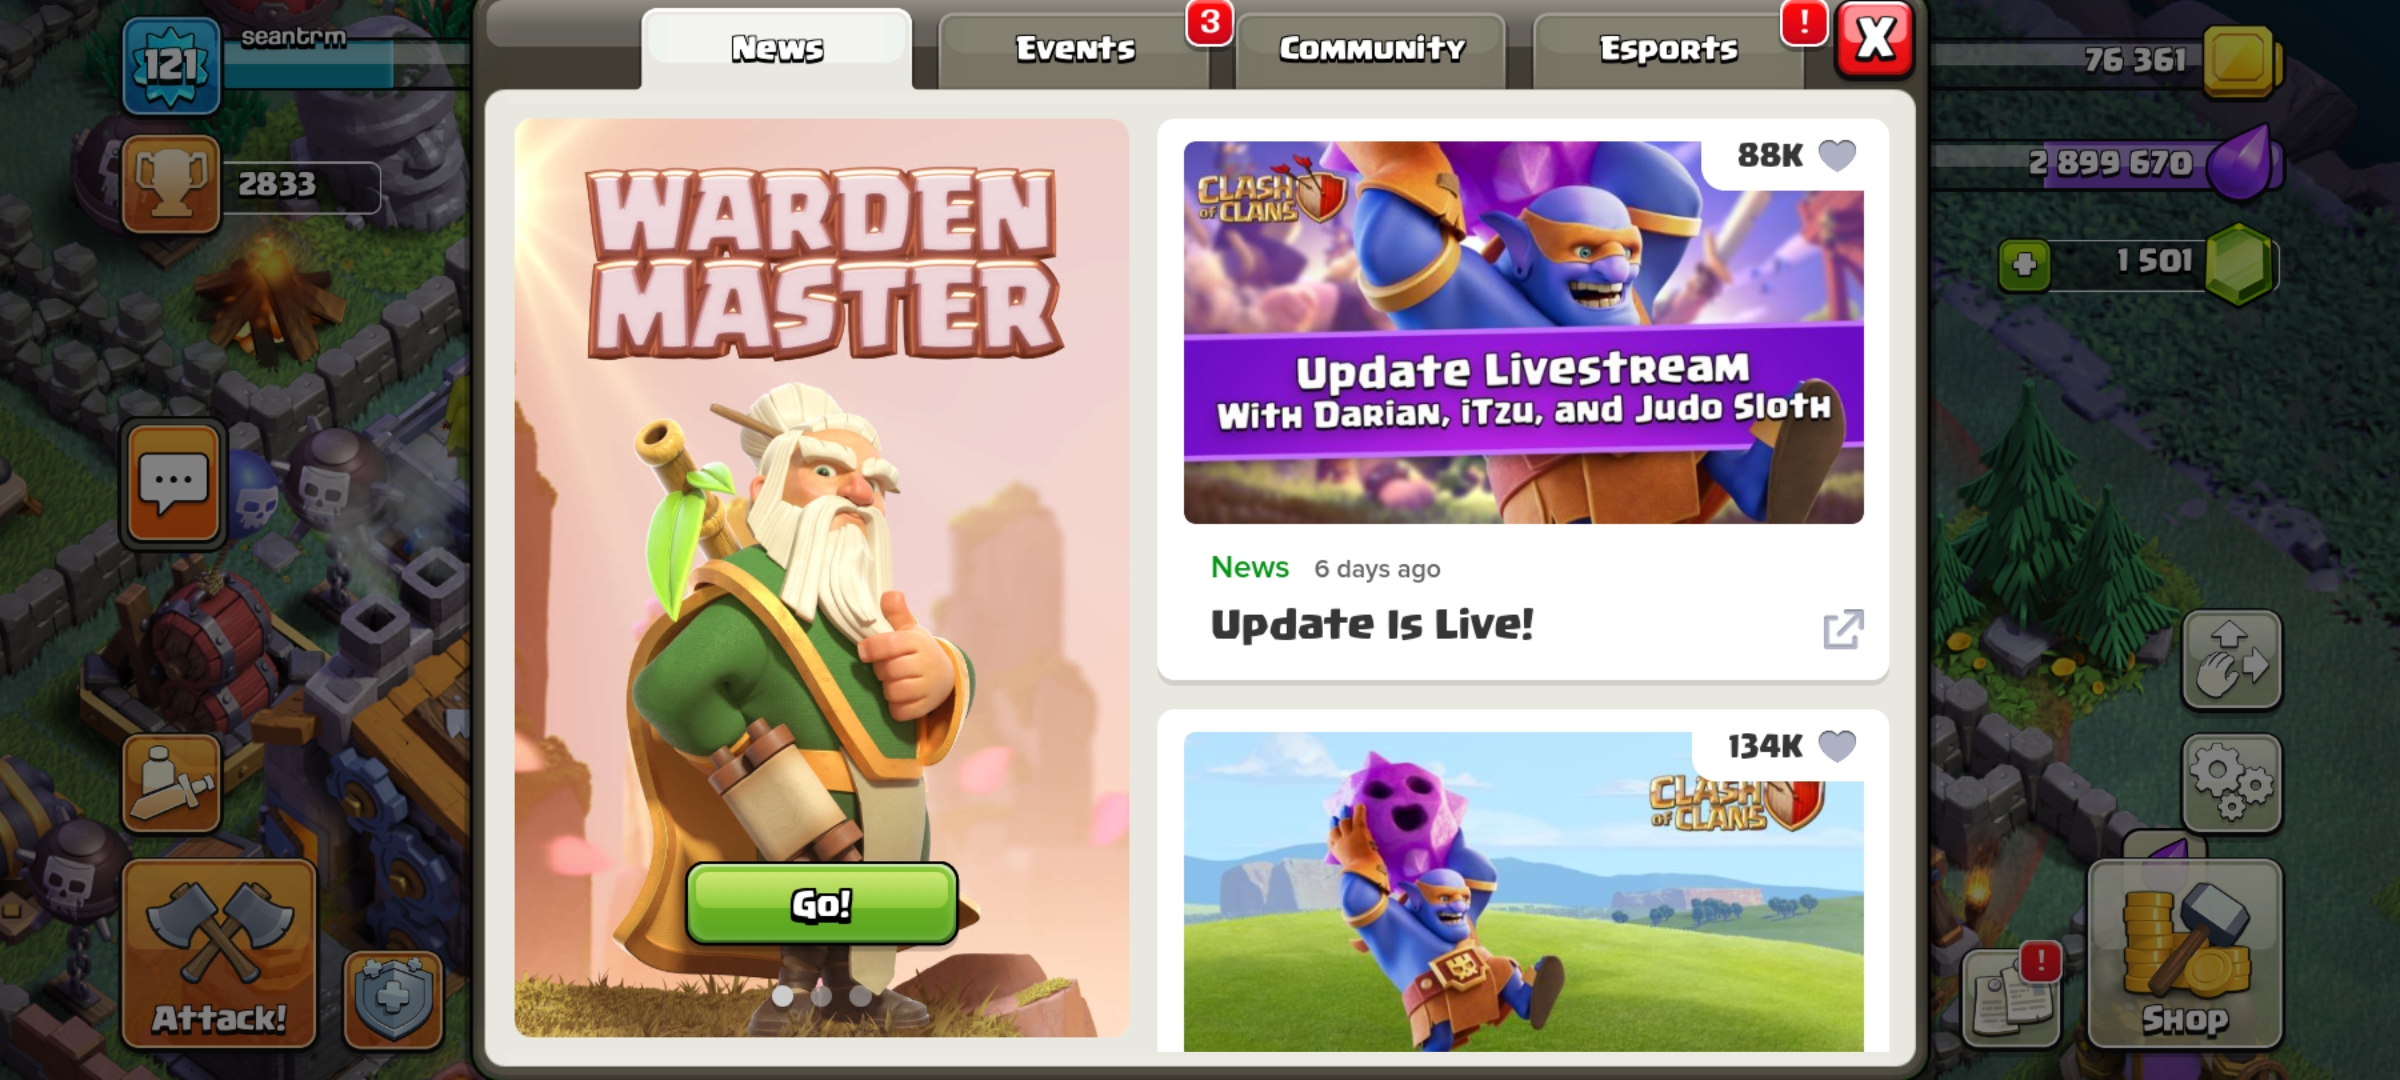 121
seantrm
2833
Attack!
News
Events
3
Community
Esports
!
X
WARDEN
MASTER
Go!
88K
CLASH
OF CLANS
Update Livestream
With Darian, iTzu, and Judo Sloth
News 6 days ago
Update Is Live!
134K
CLASH
OF CLANS
76 361
2 899 670
1 501
!
Shop